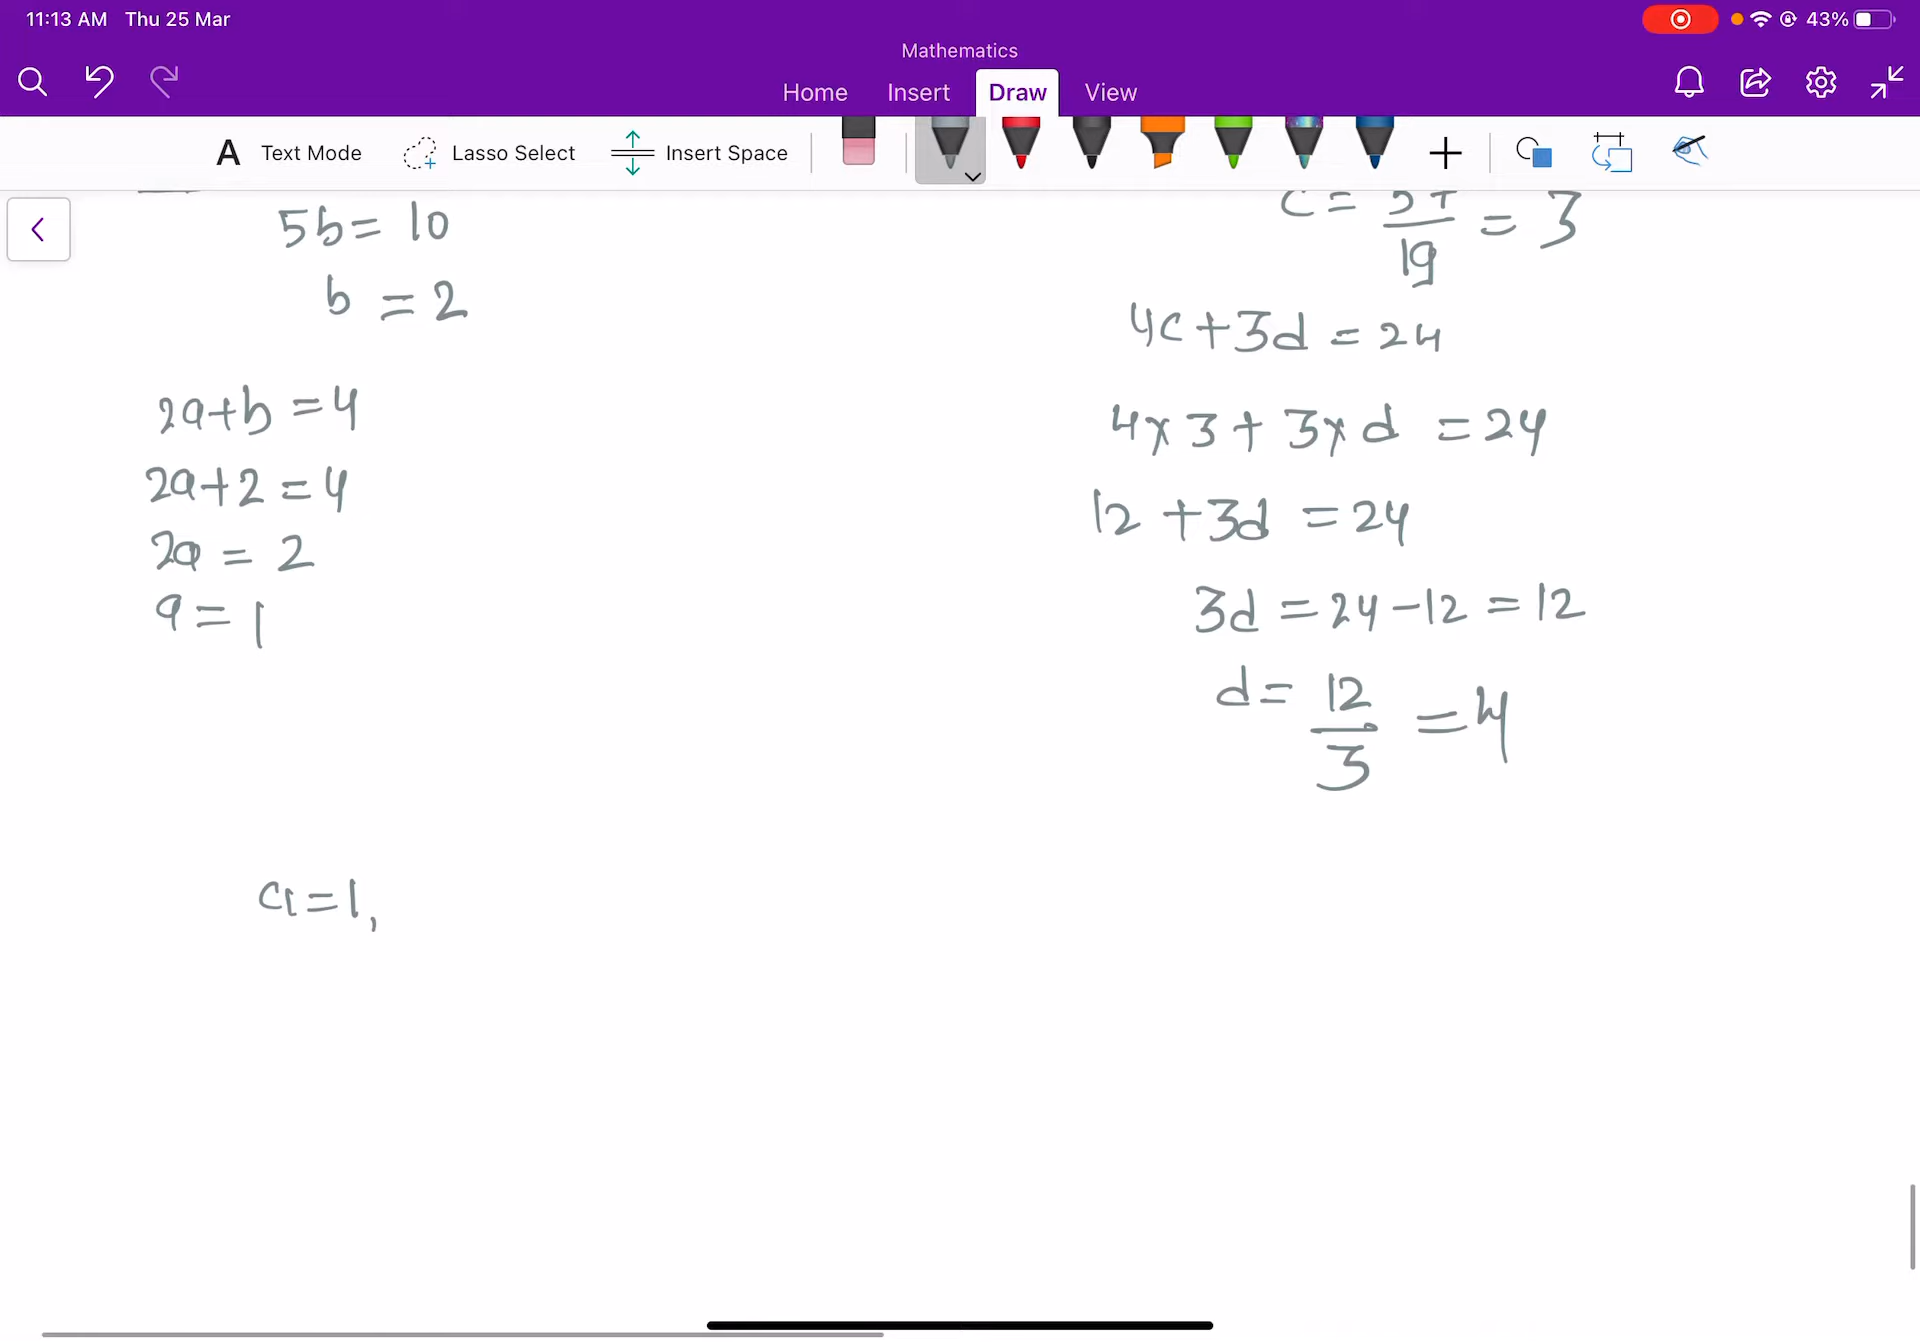 11:13 AM Thu 25 Mar
43%
Mathematics
Home Insert Draw View
A Text Mode Lasso Select Insert Space
5b = 10
b = 2
2a+b = 4
2a+2 = 4
2a = 2
a = 1
c = 57/19 = 3
4c+3d = 24
4x3 + 3xd = 24
12 + 3d = 24
3d = 24-12 = 12
d = 12/3 = 4
a=1,